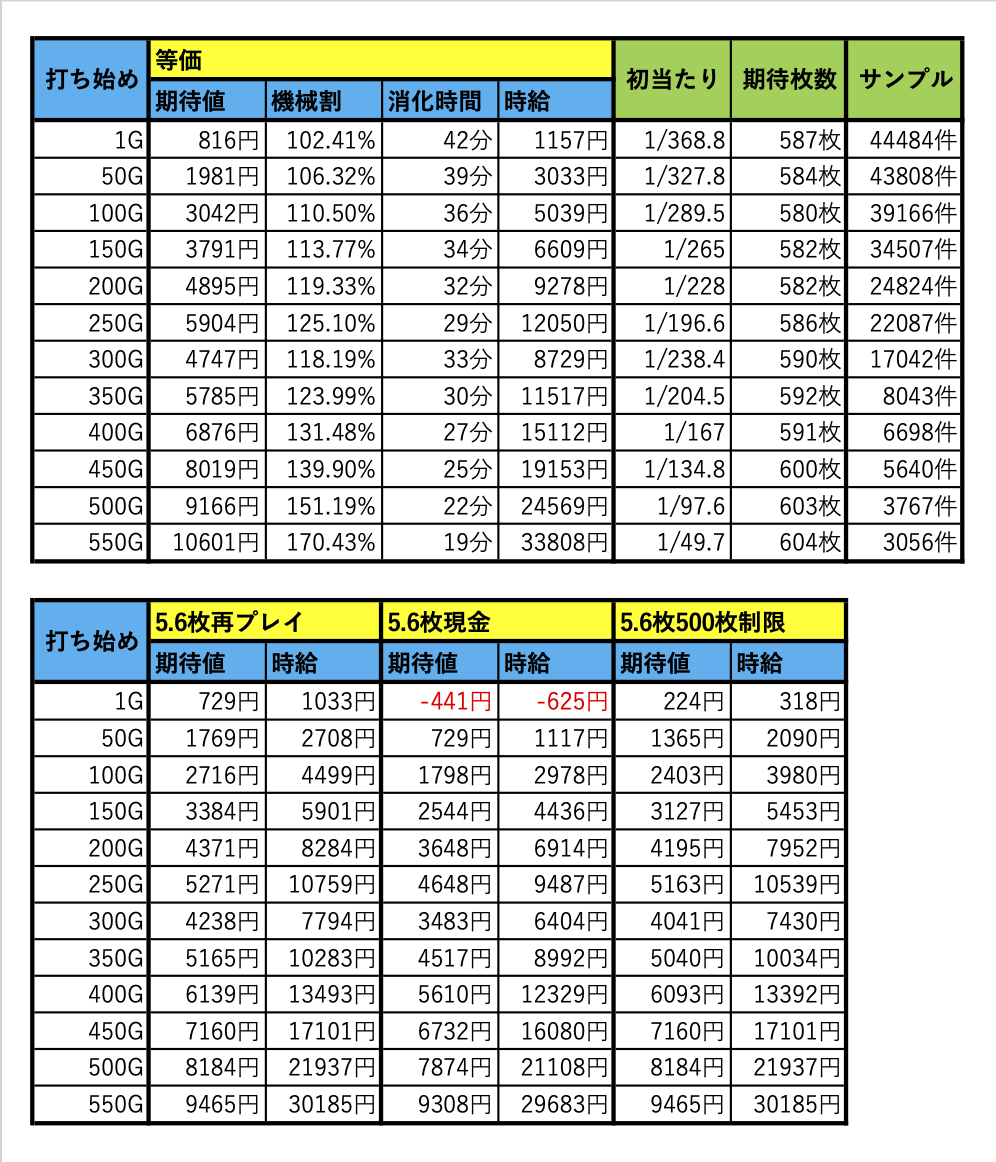 打ち始め 等価 初当たり 期待枚数 サンプル
期待値 機械割 消化時間 時給
1G 816円 102.41% 42分 1157円 1/368.8 587枚 44484件
50G 1981円 106.32% 39分 3033円 1/327.8 584枚 43808件
100G 3042円 110.50% 36分 5039円 1/289.5 580枚 39166件
150G 3791円 113.77% 34分 6609円 1/265 582枚 34507件
200G 4895円 119.33% 32分 9278円 1/228 582枚 24824件
250G 5904円 125.10% 29分 12050円 1/196.6 586枚 22087件
300G 4747円 118.19% 33分 8729円 1/238.4 590枚 17042件
350G 5785円 123.99% 30分 11517円 1/204.5 592枚 8043件
400G 6876円 131.48% 27分 15112円 1/167 591枚 6698件
450G 8019円 139.90% 25分 19153円 1/134.8 600枚 5640件
500G 9166円 151.19% 22分 24569円 1/97.6 603枚 3767件
550G 10601円 170.43% 19分 33808円 1/49.7 604枚 3056件
打ち始め 5.6枚再プレイ 5.6枚現金 5.6枚500枚制限
期待値 時給 期待値 時給 期待値 時給
1G 729円 1033円 -441円 -625円 224円 318円
50G 1769円 2708円 729円 1117円 1365円 2090円
100G 2716円 4499円 1798円 2978円 2403円 3980円
150G 3384円 5901円 2544円 4436円 3127円 5453円
200G 4371円 8284円 3648円 6914円 4195円 7952円
250G 5271円 10759円 4648円 9487円 5163円 10539円
300G 4238円 7794円 3483円 6404円 4041円 7430円
350G 5165円 10283円 4517円 8992円 5040円 10034円
400G 6139円 13493円 5610円 12329円 6093円 13392円
450G 7160円 17101円 6732円 16080円 7160円 17101円
500G 8184円 21937円 7874円 21108円 8184円 21937円
550G 9465円 30185円 9308円 29683円 9465円 30185円